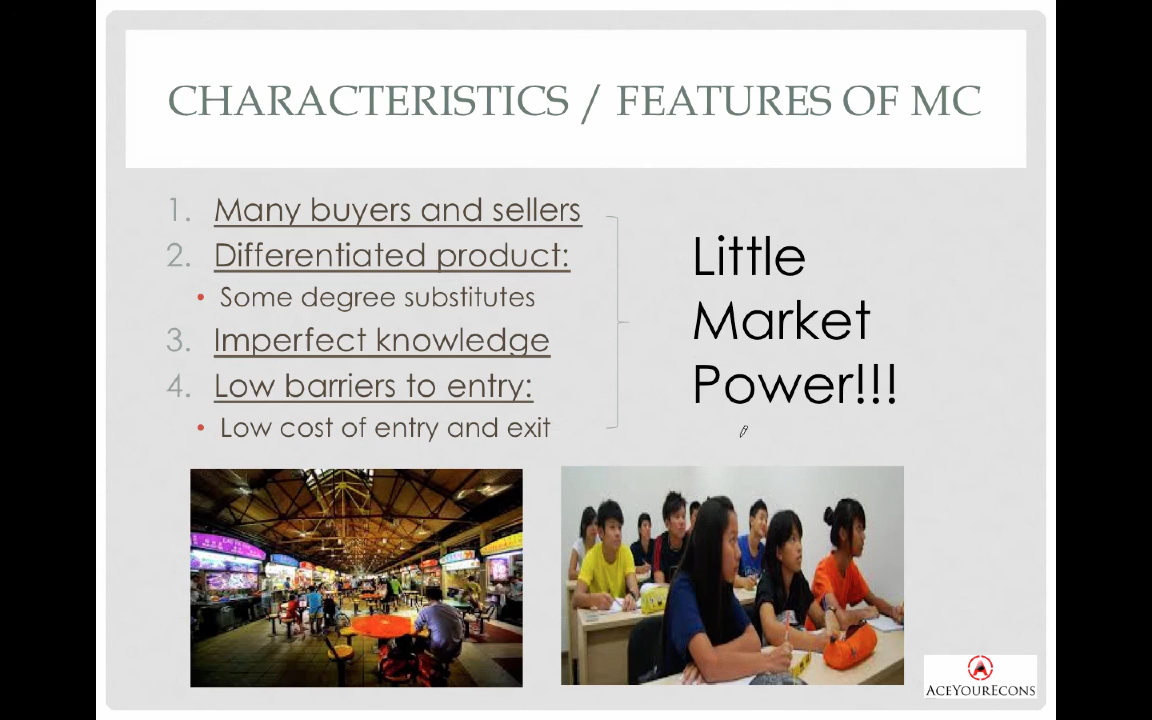 CHARACTERISTICS / FEATURES OF MC
1. Many buyers and sellers
2. Differentiated product:
• Some degree substitutes
3. Imperfect knowledge
4. Low barriers to entry:
• Low cost of entry and exit
Little
Market
Power!!!
ACEYOURECONS